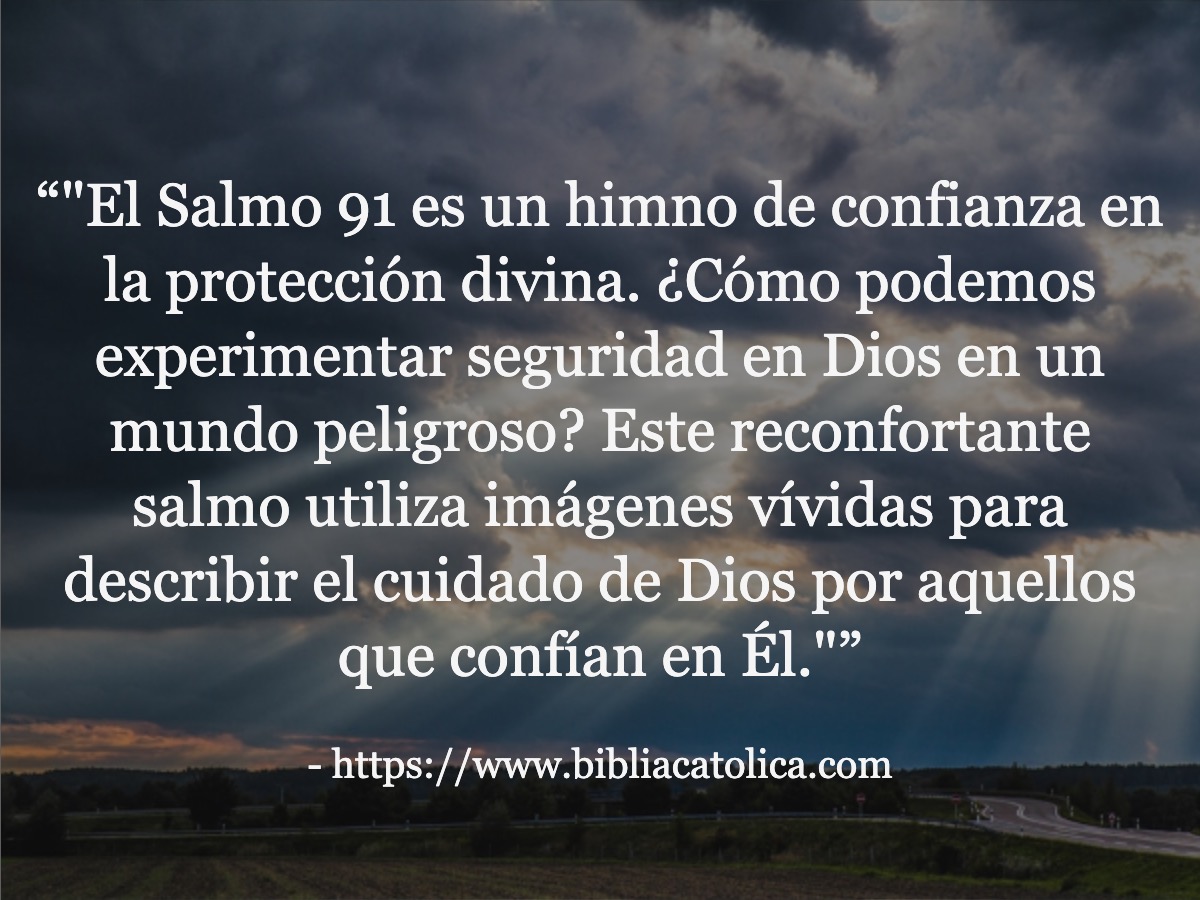 “"El Salmo 91 es un himno de confianza en
la protección divina. ¿Cómo podemos
experimentar seguridad en Dios en un
mundo peligroso? Este reconfortante
salmo utiliza imágenes vívidas para
describir el cuidado de Dios por aquellos
que confían en Él."”
- https://www.bibliacatolica.com